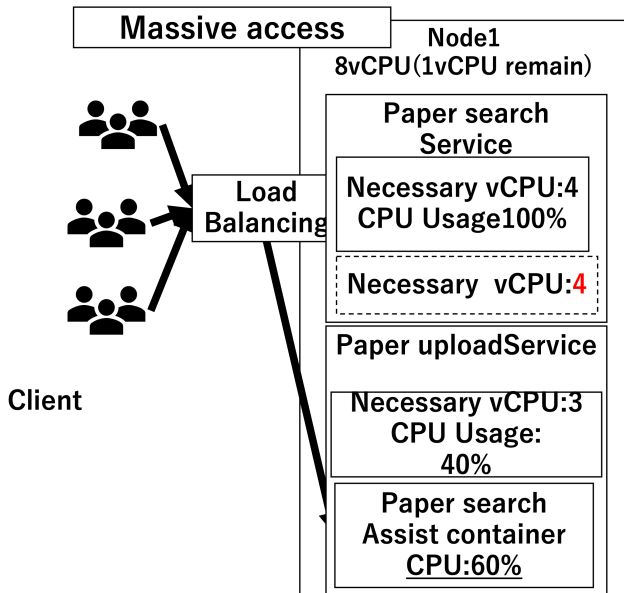 Massive access
Node1
8vCPU(1vCPU remain)
Paper search
Service
Necessary vCPU:4
CPU Usage100%
Necessary vCPU:4
Load
Balancing
Paper uploadService
Client
Necessary vCPU:3
CPU Usage:
40%
Paper search
Assist container
CPU:60%